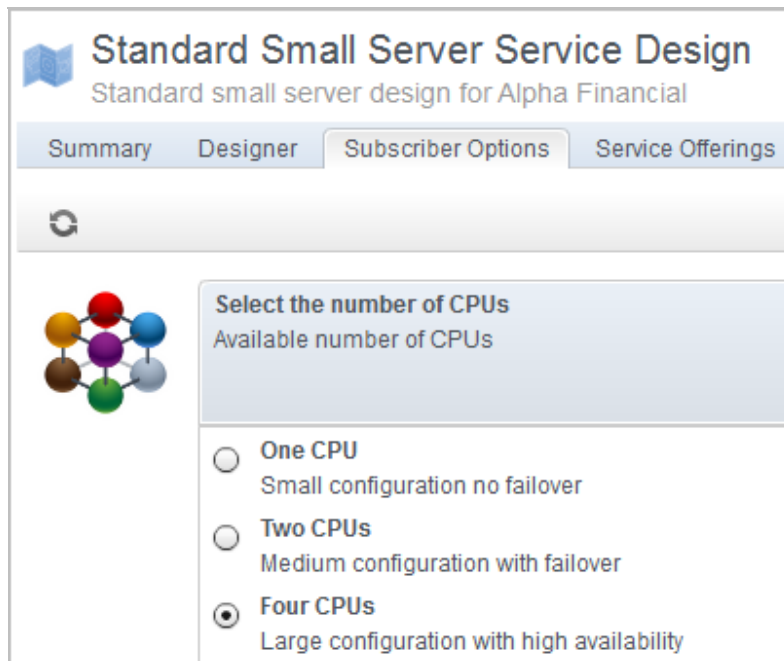 Standard Small Server Service Design
Standard small server design for Alpha Financial
Summary Designer Subscriber Options Service Offerings
Select the number of CPUs
Available number of CPUs
One CPU
Small configuration no failover
Two CPUs
Medium configuration with failover
Four CPUs
Large configuration with high availability